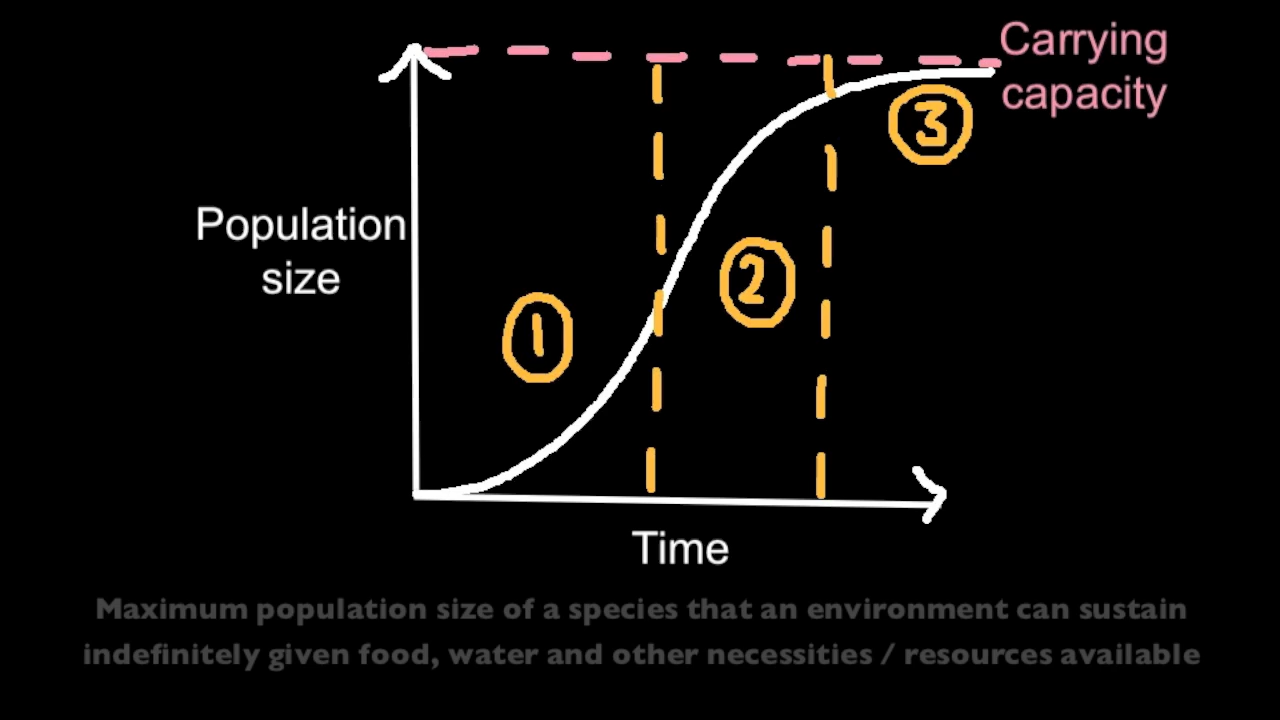 Carrying
capacity
3
Population
size
2
1
Time
Maximum population size of a species that an environment can sustain
indefinitely given food, water and other necessities / resources available